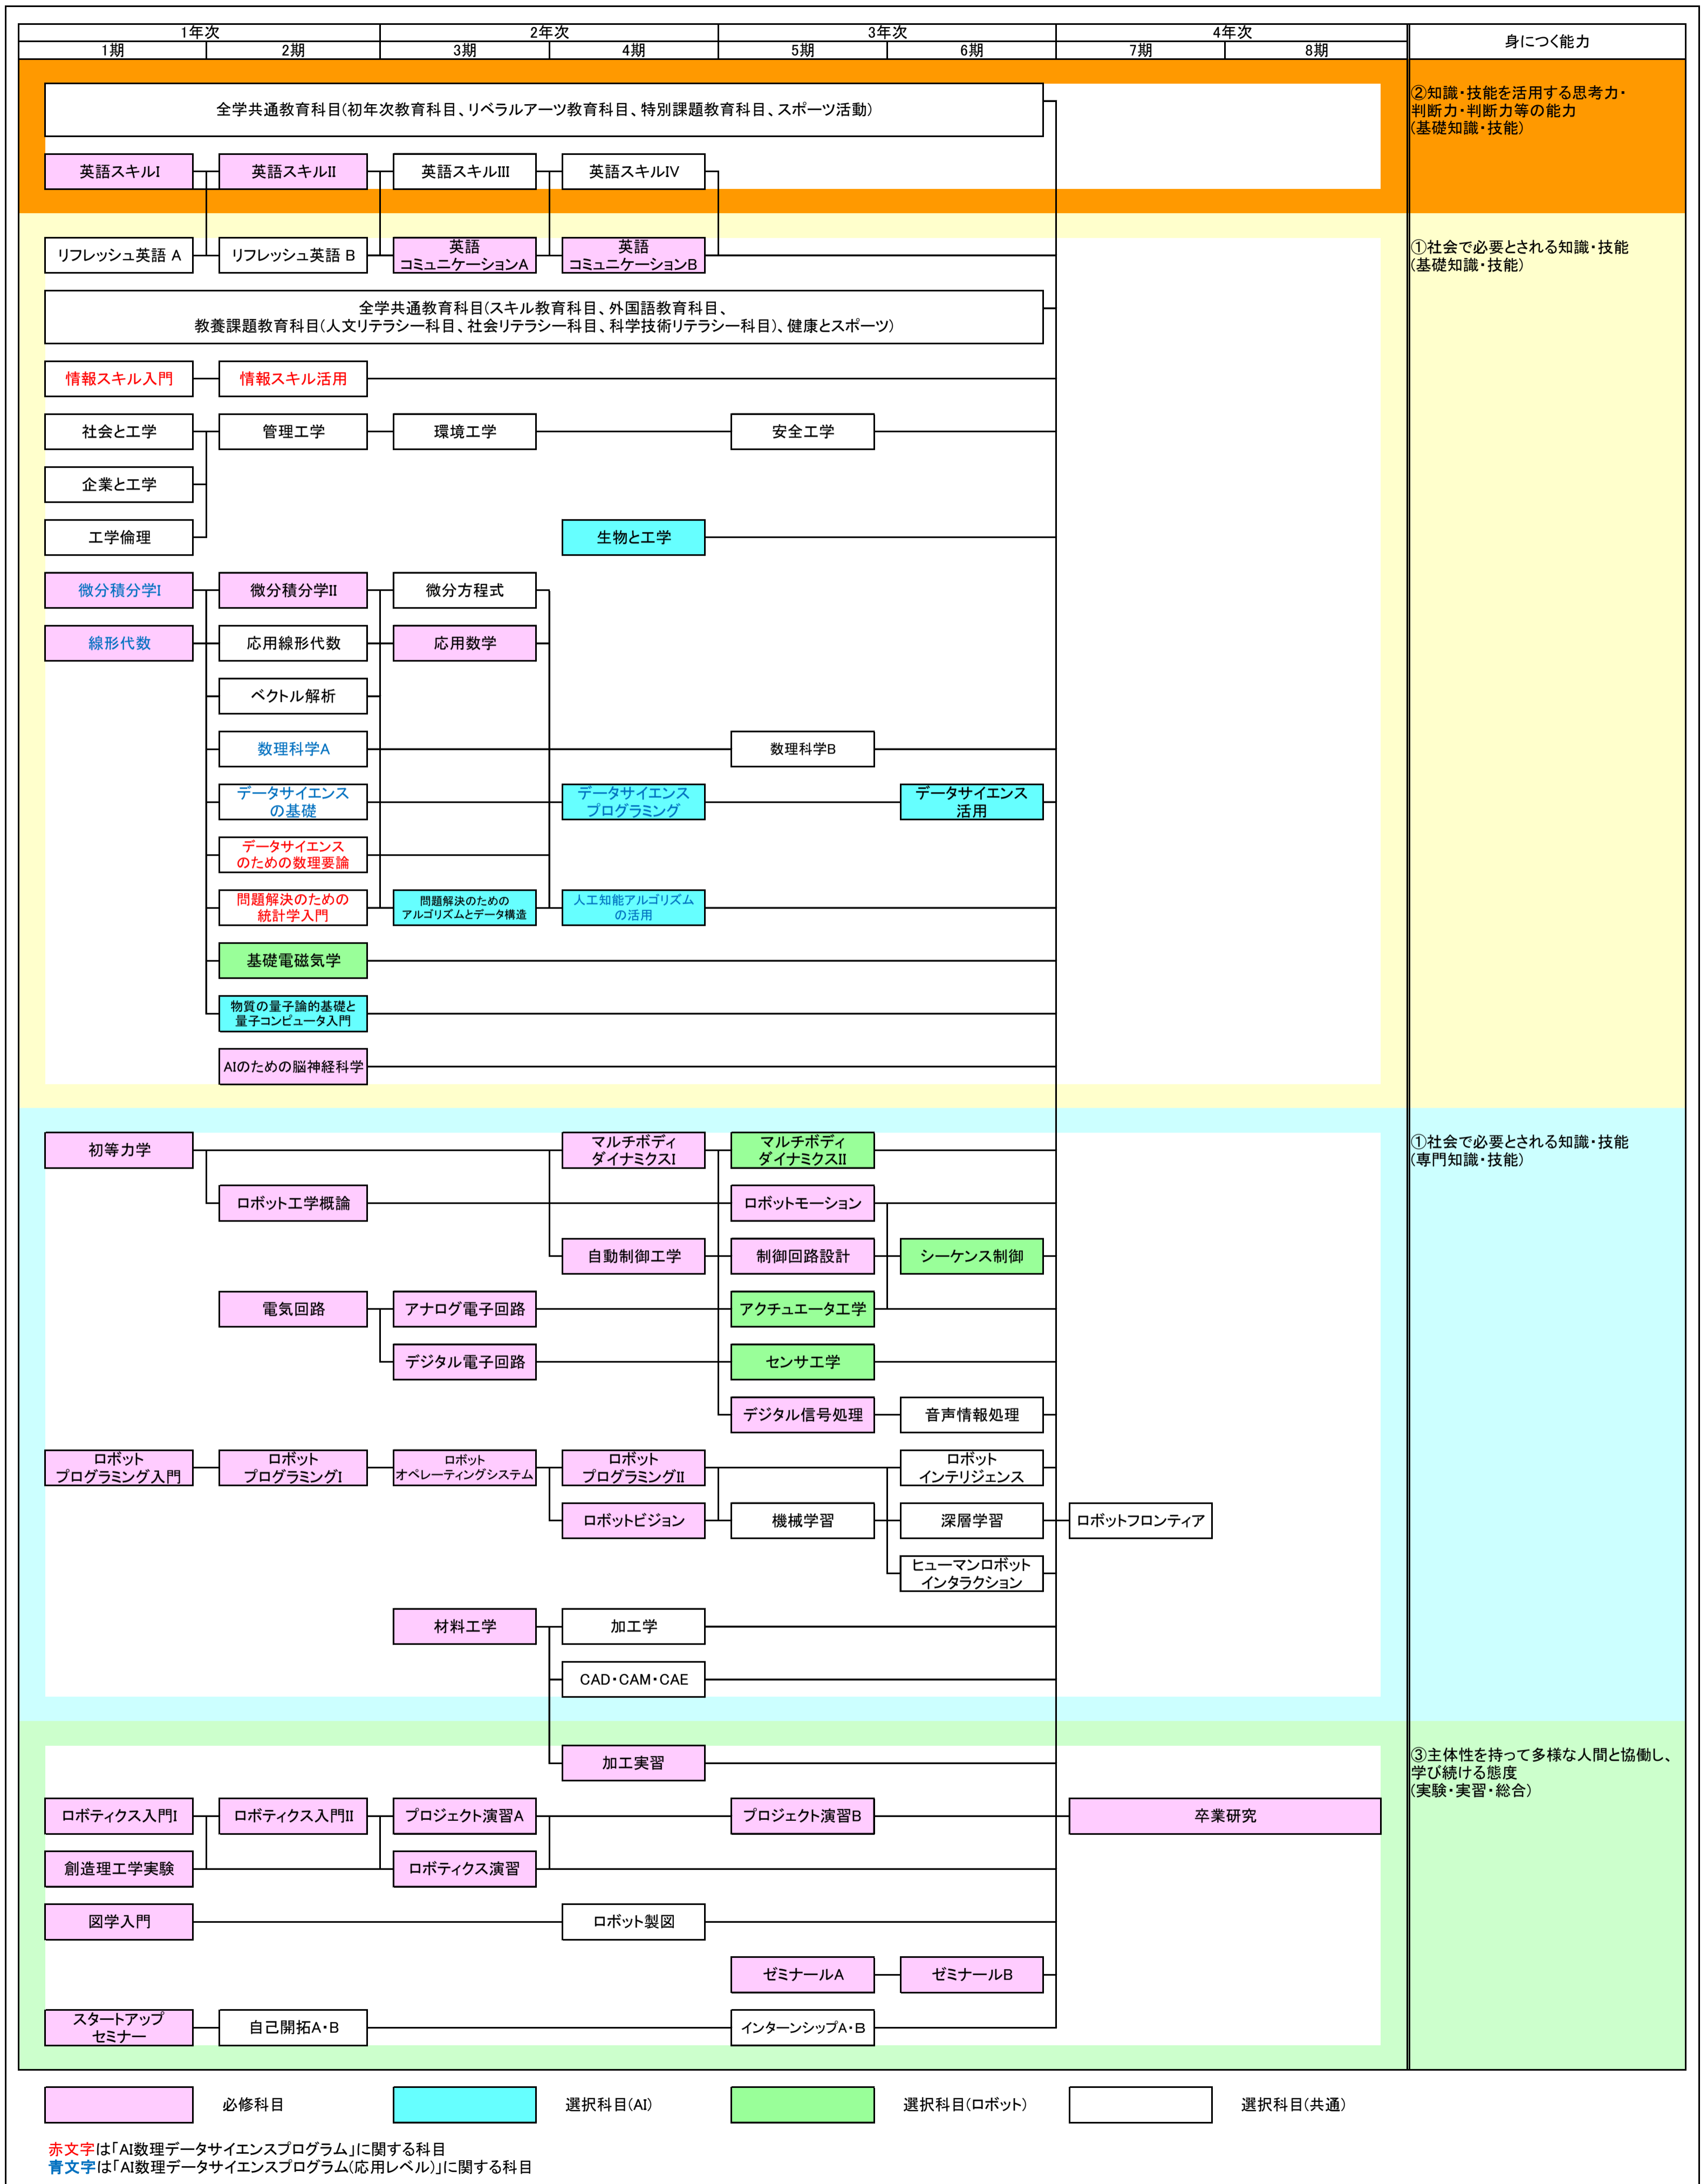 1年次
2年次
3年次
4年次
身につく能力
1期
2期
3期
4期
5期
6期
7期
8期
全学共通教育科目(初年次教育科目、リベラルアーツ教育科目、特別課題教育科目、スポーツ活動)
②知識・技能を活用する思考力・
判断力・判断力等の能力
(基礎知識・技能)
英語スキルI
英語スキルII
英語スキルIII
英語スキルIV
リフレッシュ英語 A
リフレッシュ英語 B
英語
コミュニケーションA
英語
コミュニケーションB
①社会で必要とされる知識・技能
(基礎知識・技能)
全学共通教育科目(スキル教育科目、外国語教育科目、
教養課題教育科目(人文リテラシー科目、社会リテラシー科目、科学技術リテラシー科目)、健康とスポーツ)
情報スキル入門
情報スキル活用
社会と工学
管理工学
環境工学
安全工学
企業と工学
工学倫理
生物と工学
微分積分学I
微分積分学II
微分方程式
線形代数
応用線形代数
応用数学
ベクトル解析
数理科学A
数理科学B
データサイエンス
の基礎
データサイエンス
プログラミング
データサイエンス
活用
データサイエンス
のための数理要論
問題解決のための
統計学入門
問題解決のための
アルゴリズムとデータ構造
人工知能アルゴリズム
の活用
基礎電磁気学
物質の量子論的基礎と
量子コンピュータ入門
AIのための脳神経科学
初等力学
マルチボディ
ダイナミクスI
マルチボディ
ダイナミクスII
①社会で必要とされる知識・技能
(専門知識・技能)
ロボット工学概論
ロボットモーション
自動制御工学
制御回路設計
シーケンス制御
電気回路
アナログ電子回路
アクチュエータ工学
デジタル電子回路
センサ工学
デジタル信号処理
音声情報処理
ロボット
プログラミング入門
ロボット
プログラミングI
ロボット
オペレーティングシステム
ロボット
プログラミングII
ロボット
インテリジェンス
ロボットビジョン
機械学習
深層学習
ロボットフロンティア
ヒューマンロボット
インタラクション
材料工学
加工学
CAD・CAM・CAE
加工実習
③主体性を持って多様な人間と協働し、
学び続ける態度
(実験・実習・総合)
ロボティクス入門I
ロボティクス入門II
プロジェクト演習A
プロジェクト演習B
卒業研究
創造理工学実験
ロボティクス演習
図学入門
ロボット製図
ゼミナールA
ゼミナールB
スタートアップ
セミナー
自己開拓A・B
インターンシップA・B
必修科目
選択科目(AI)
選択科目(ロボット)
選択科目(共通)
赤文字は「AI数理データサイエンスプログラム」に関する科目
青文字は「AI数理データサイエンスプログラム(応用レベル)」に関する科目